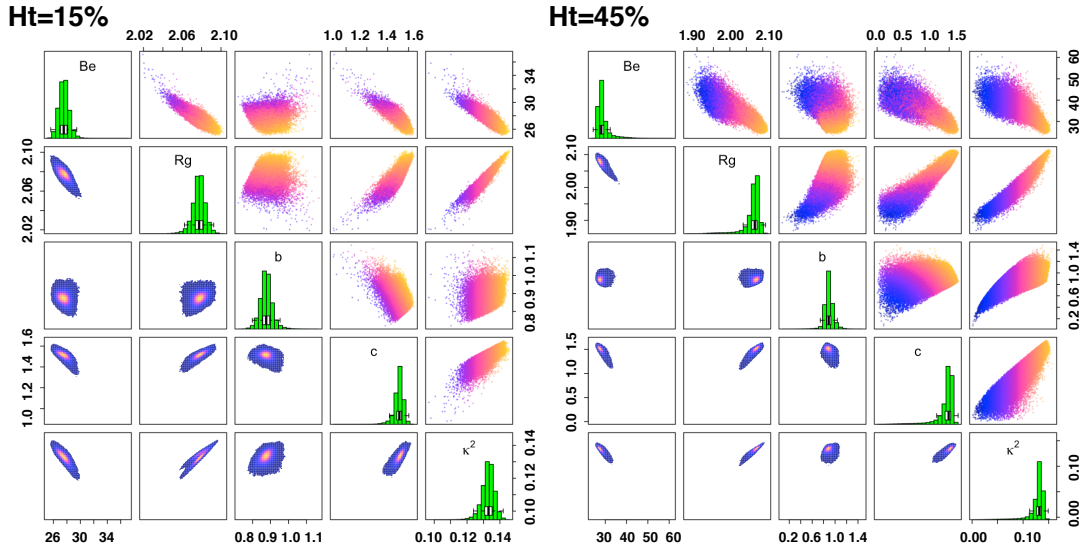 Ht=15%
Ht=45%
2.02 2.06 2.10
1.0 1.2 1.4 1.6
1.90 2.00 2.10
0.0 0.5 1.0 1.5
Be
26 30 34
Be
30 40 50 60
2.02 2.06 2.10
Rg
1.90 2.00 2.10
Rg
b
0.8 0.9 1.0 1.1
b
0.2 0.6 1.0 1.4
1.0 1.2 1.4 1.6
c
0.0 0.5 1.0 1.5
c
κ²
0.10 0.12 0.14
κ²
0.00 0.10
26 30 34
0.8 0.9 1.0 1.1
0.10 0.12 0.14
30 40 50 60
0.2 0.6 1.0 1.4
0.00 0.10